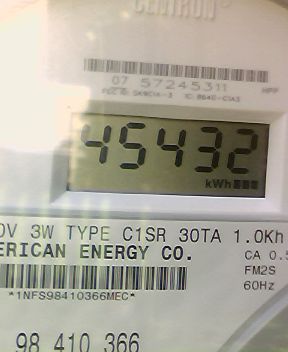 CENTRON
07 57245311
HPP
45432
kWh
0V 3W TYPE C1SR 30TA 1.0Kh
ERICAN ENERGY CO.
CA 0.5
FM2S
*1NFS98410366MEC*
60Hz
98 410 366